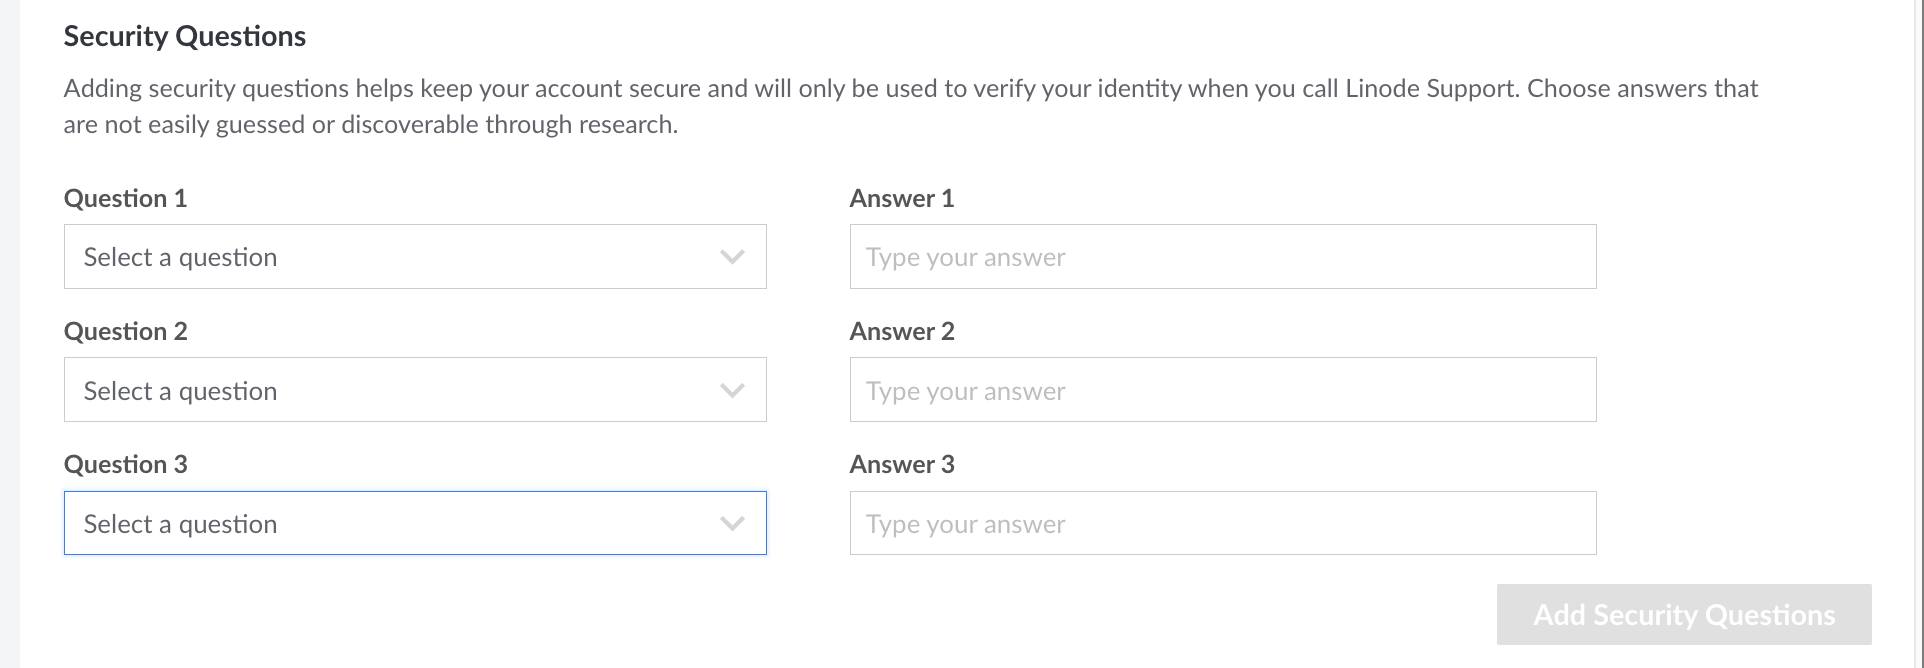 Security Questions
Adding security questions helps keep your account secure and will only be used to verify your identity when you call Linode Support. Choose answers that
are not easily guessed or discoverable through research.
Question 1
Answer 1
Select a question
Type your answer
Question 2
Answer 2
Select a question
Type your answer
Question 3
Answer 3
Select a question
Type your answer
Add Security Questions